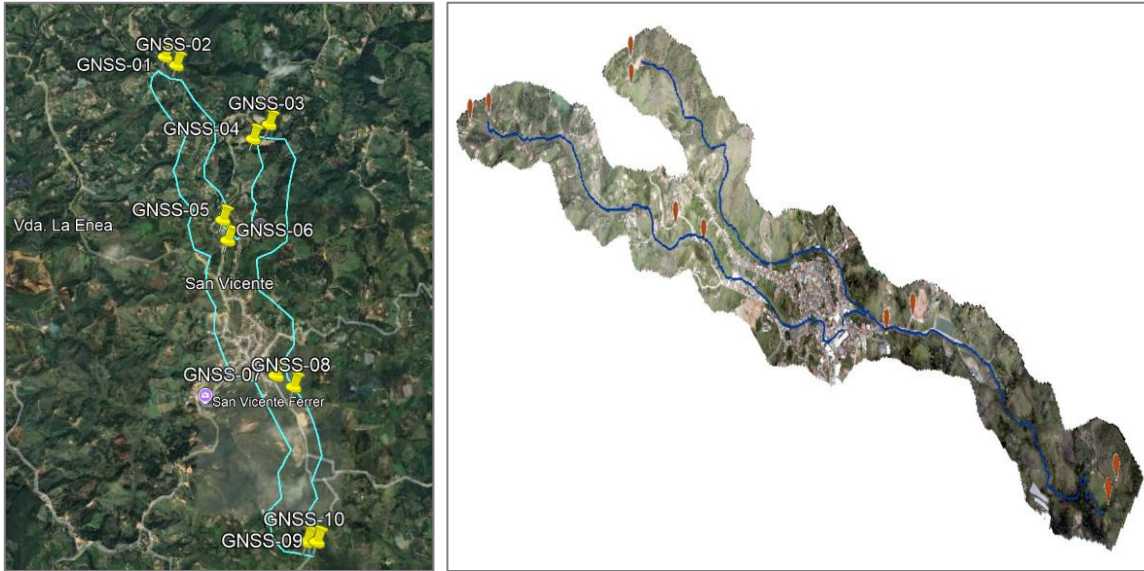 GNSS-02
GNSS-01
GNSS-03
GNSS-04
GNSS-05
GNSS-06
Vda. La Enea
San Vicente
GNSS-08
GNSS-07
San Vicente Ferrer
GNSS-10
GNSS-09